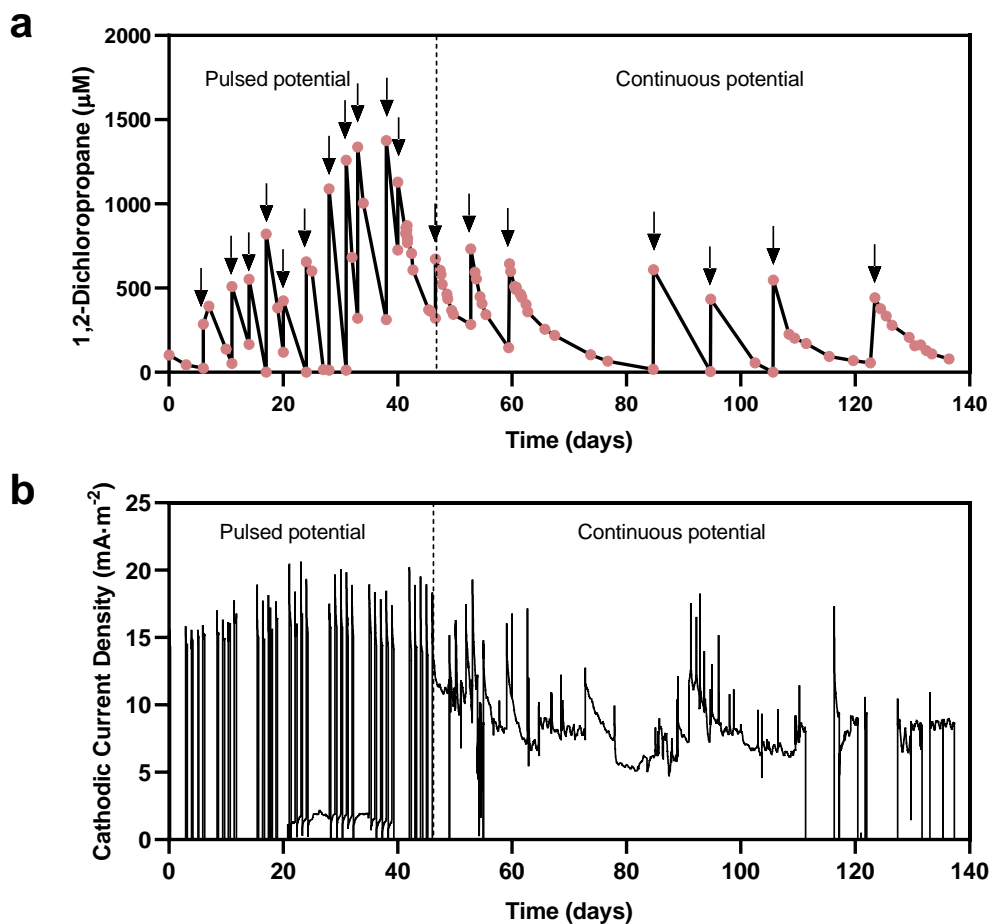 a
1,2-Dichloropropane (μM)
2000
1500
1000
500
0
Pulsed potential
Continuous potential
0 20 40 60 80 100 120 140
Time (days)
b
Cathodic Current Density (mA·m⁻²)
25
20
15
10
5
0
Pulsed potential
Continuous potential
0 20 40 60 80 100 120 140
Time (days)